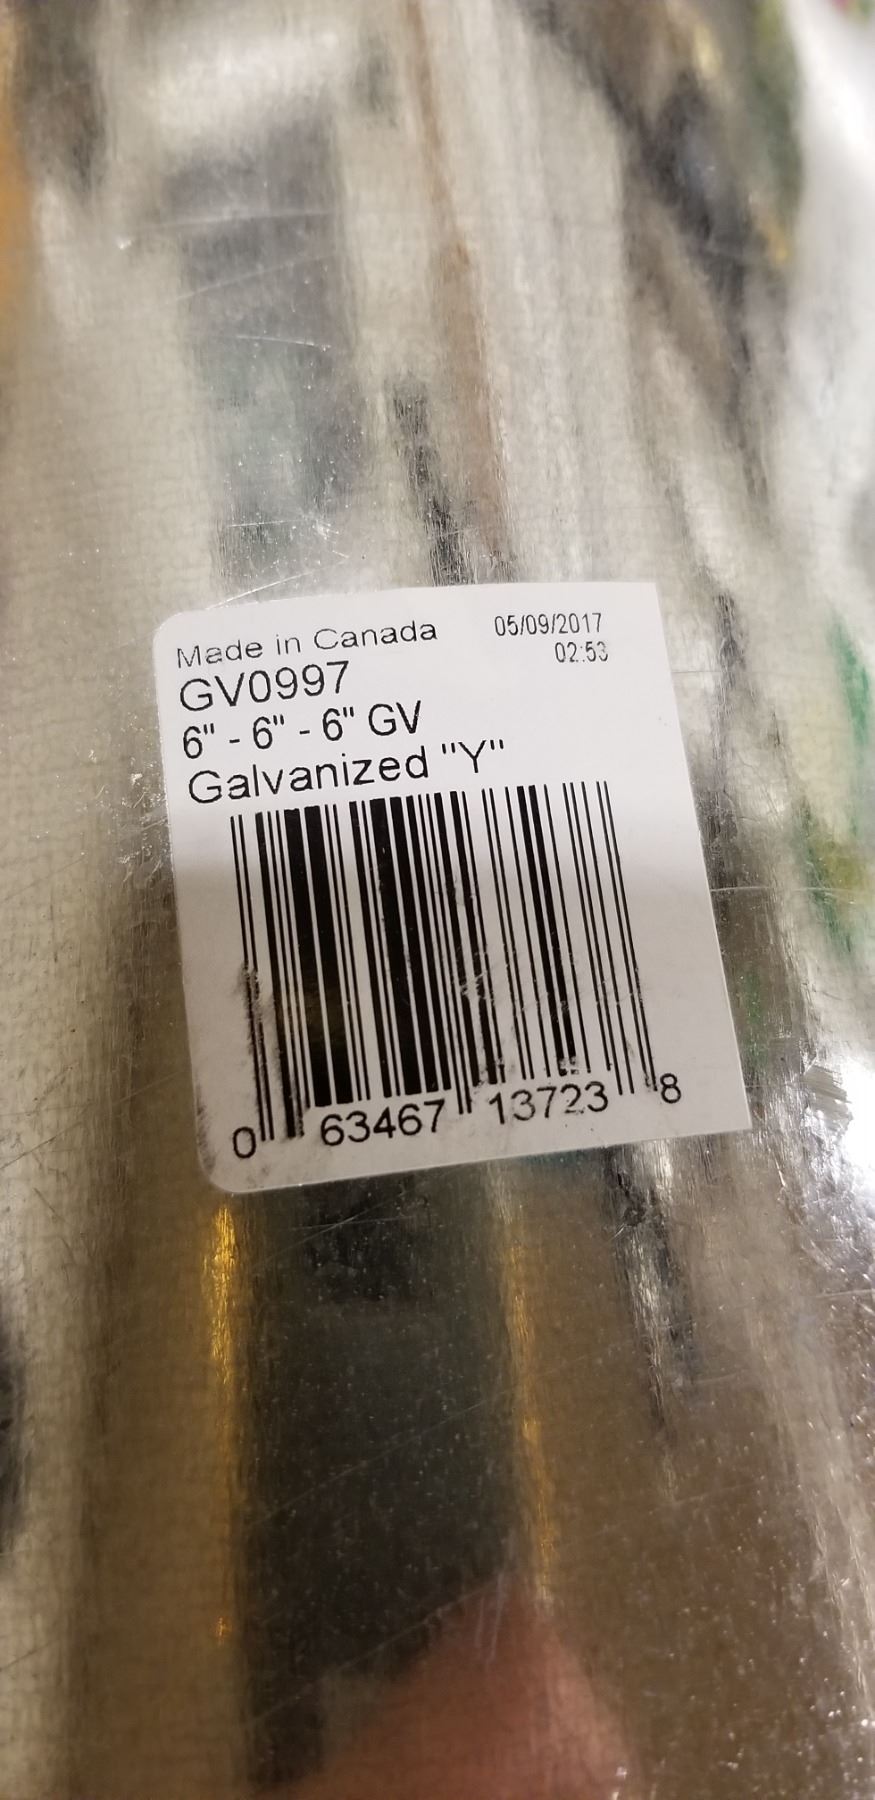 Made in Canada 05/09/2017
02:53
GV0997
6" - 6" - 6" GV
Galvanized "Y"
0 63467 13723 8